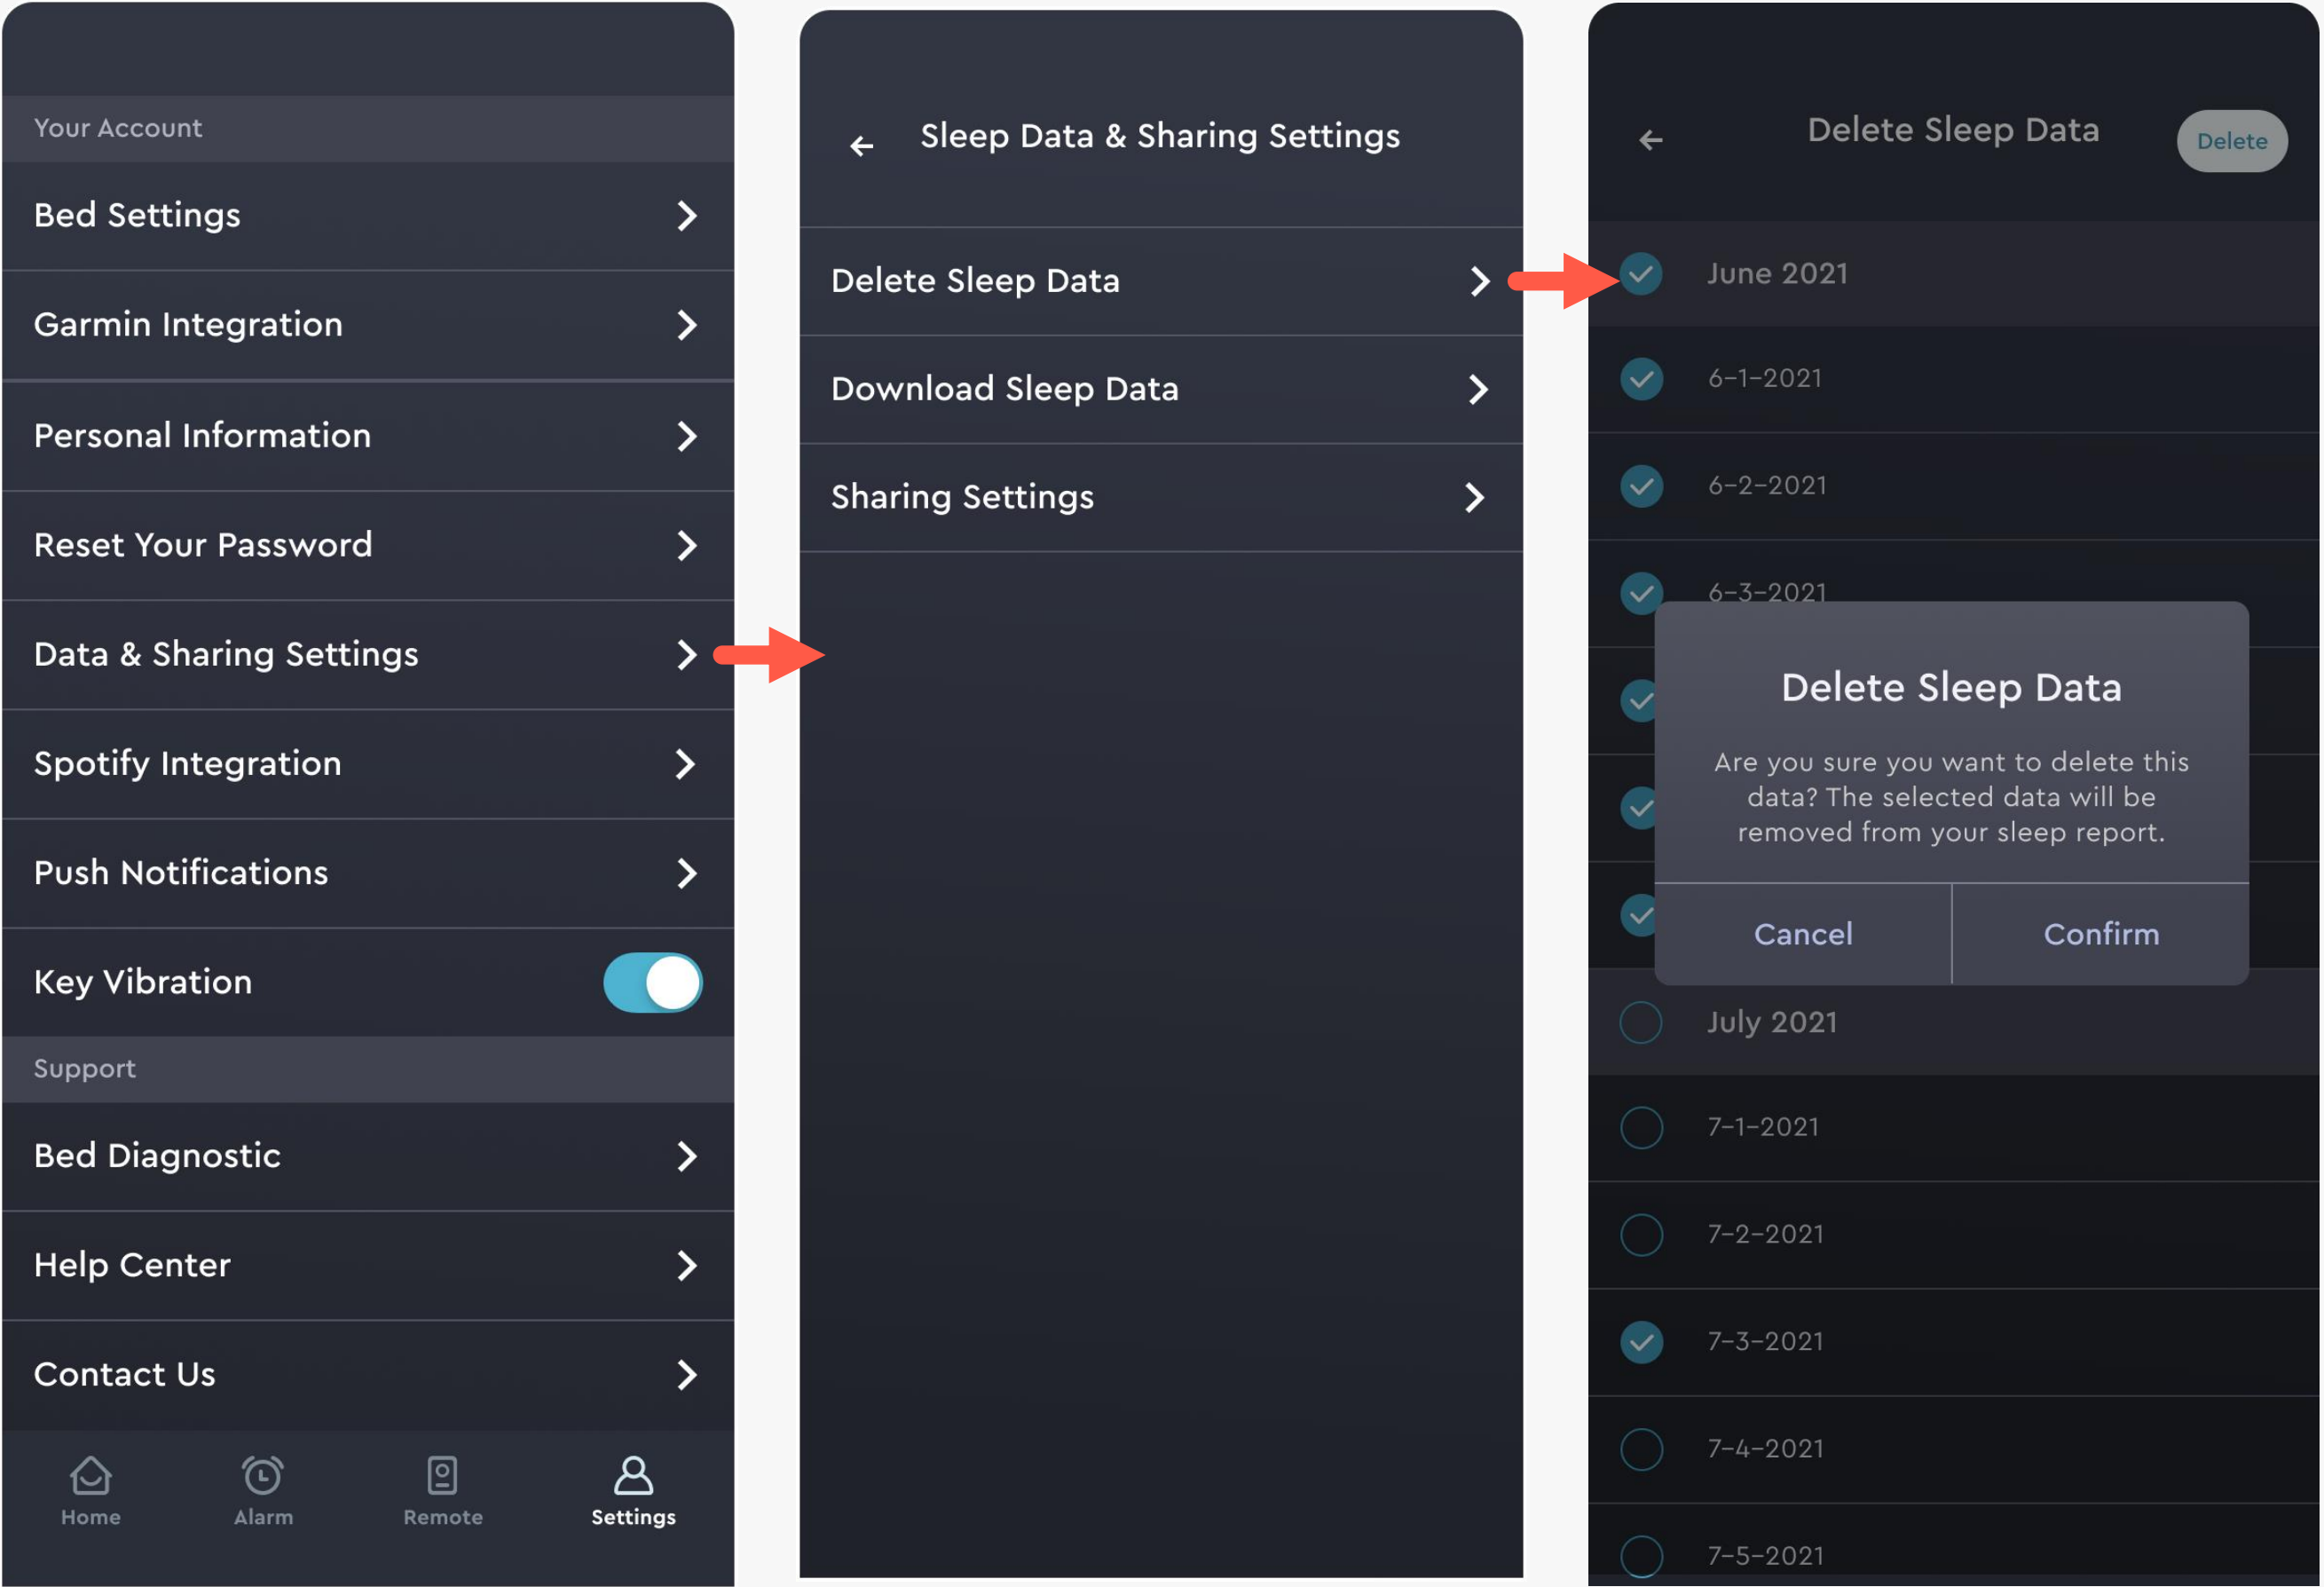 Your Account
Bed Settings
Garmin Integration
Personal Information
Reset Your Password
Data & Sharing Settings
Spotify Integration
Push Notifications
Key Vibration
Support
Bed Diagnostic
Help Center
Contact Us
Home
Alarm
Remote
Settings
Sleep Data & Sharing Settings
Delete Sleep Data
Download Sleep Data
Sharing Settings
Delete Sleep Data
Delete
June 2021
6-1-2021
6-2-2021
6-3-2021
Delete Sleep Data
Are you sure you want to delete this
data? The selected data will be
removed from your sleep report.
Cancel
Confirm
July 2021
7-1-2021
7-2-2021
7-3-2021
7-4-2021
7-5-2021